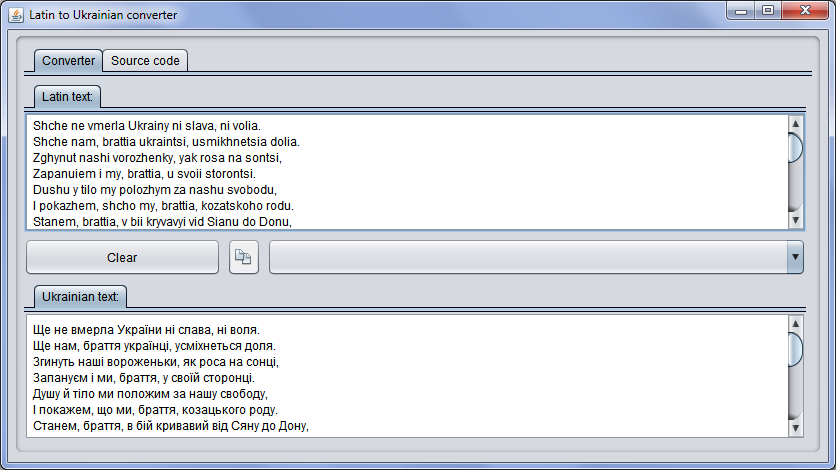 Latin to Ukrainian converter
Converter
Source code
Latin text:
Shche ne vmerla Ukrainy ni slava, ni volia.
Shche nam, brattia ukraintsi, usmikhnetsia dolia.
Zghynut nashi vorozhenky, yak rosa na sontsi,
Zapanuiem i my, brattia, u svoii storontsi.
Dushu y tilo my polozhym za nashu svobodu,
I pokazhem, shcho my, brattia, kozatskoho rodu.
Stanem, brattia, v bii kryvavyi vid Sianu do Donu,
Clear
Ukrainian text:
Ще не вмерла України ні слава, ні воля.
Ще нам, браття українці, усміхнеться доля.
Згинуть наші вороженьки, як роса на сонці,
Запануєм і ми, браття, у своїй сторонці.
Душу й тіло ми положим за нашу свободу,
І покажем, що ми, браття, козацького роду.
Станем, браття, в бій кривавий від Сяну до Дону,